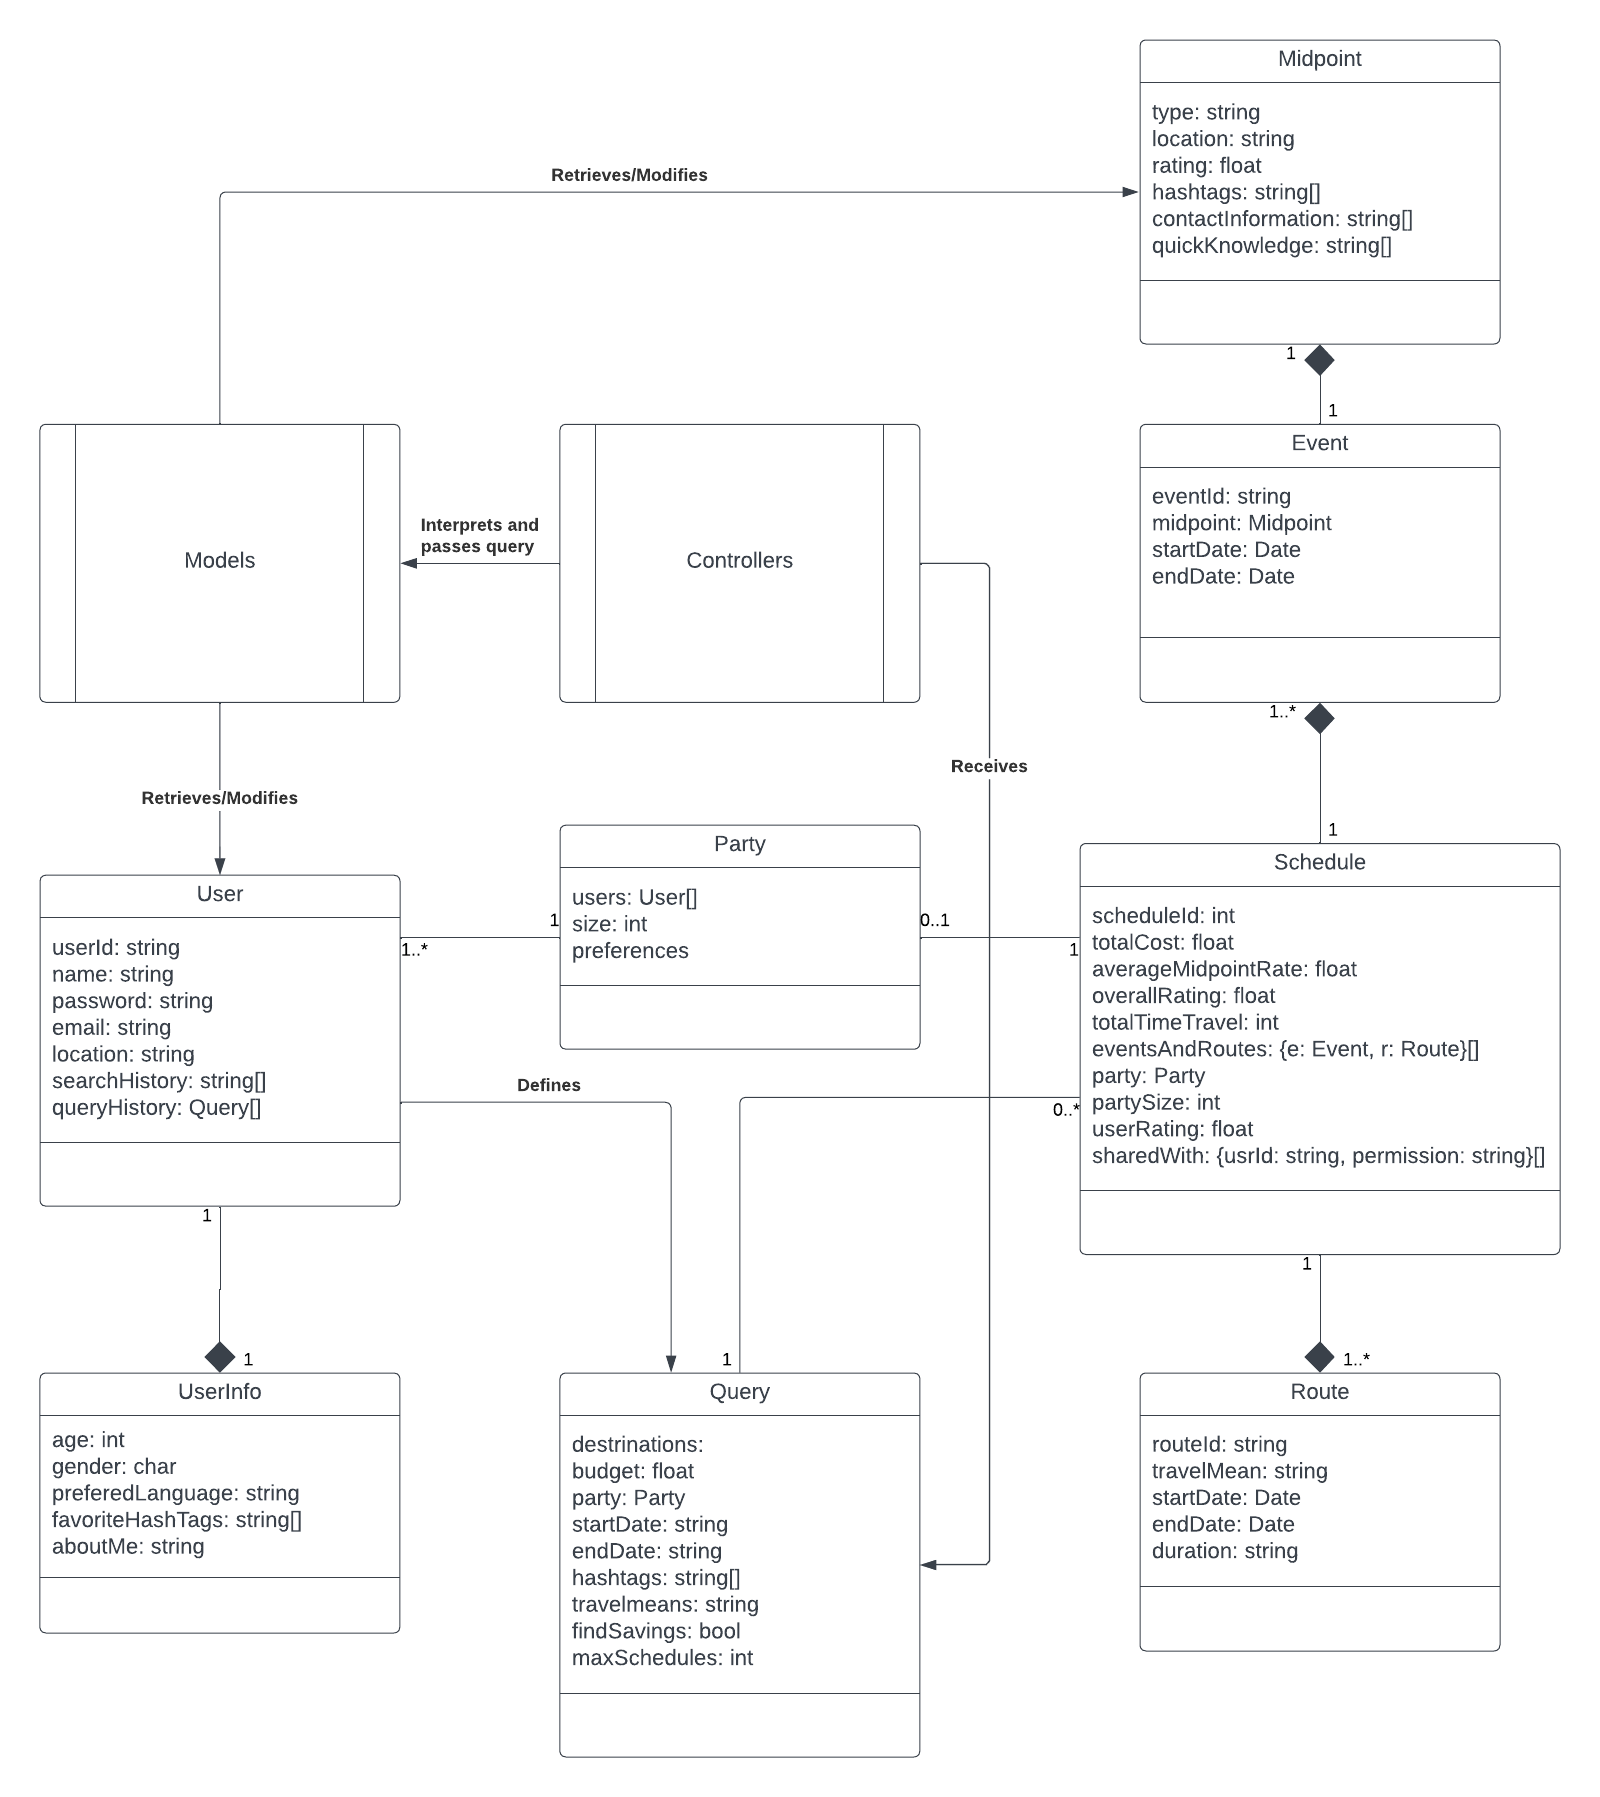 Midpoint
type: string
location: string
rating: float
hashtags: string[]
contactInformation: string[]
quickKnowledge: string[]
Retrieves/Modifies
1
1
Models
Interprets and
passes query
Controllers
Event
eventId: string
midpoint: Midpoint
startDate: Date
endDate: Date
1..*
1
Receives
Retrieves/Modifies
User
userId: string
name: string
password: string
email: string
location: string
searchHistory: string[]
queryHistory: Query[]
1..*
1
Party
users: User[]
size: int
preferences
0..1
1
Schedule
scheduleId: int
totalCost: float
averageMidpointRate: float
overallRating: float
totalTimeTravel: int
eventsAndRoutes: {e: Event, r: Route}[]
party: Party
partySize: int
userRating: float
sharedWith: {usrId: string, permission: string}[]
Defines
0..*
1
1
1
UserInfo
age: int
gender: char
preferedLanguage: string
favoriteHashTags: string[]
aboutMe: string
1
Query
destrinations:
budget: float
party: Party
startDate: string
endDate: string
hashtags: string[]
travelmeans: string
findSavings: bool
maxSchedules: int
1..*
Route
routeId: string
travelMean: string
startDate: Date
endDate: Date
duration: string